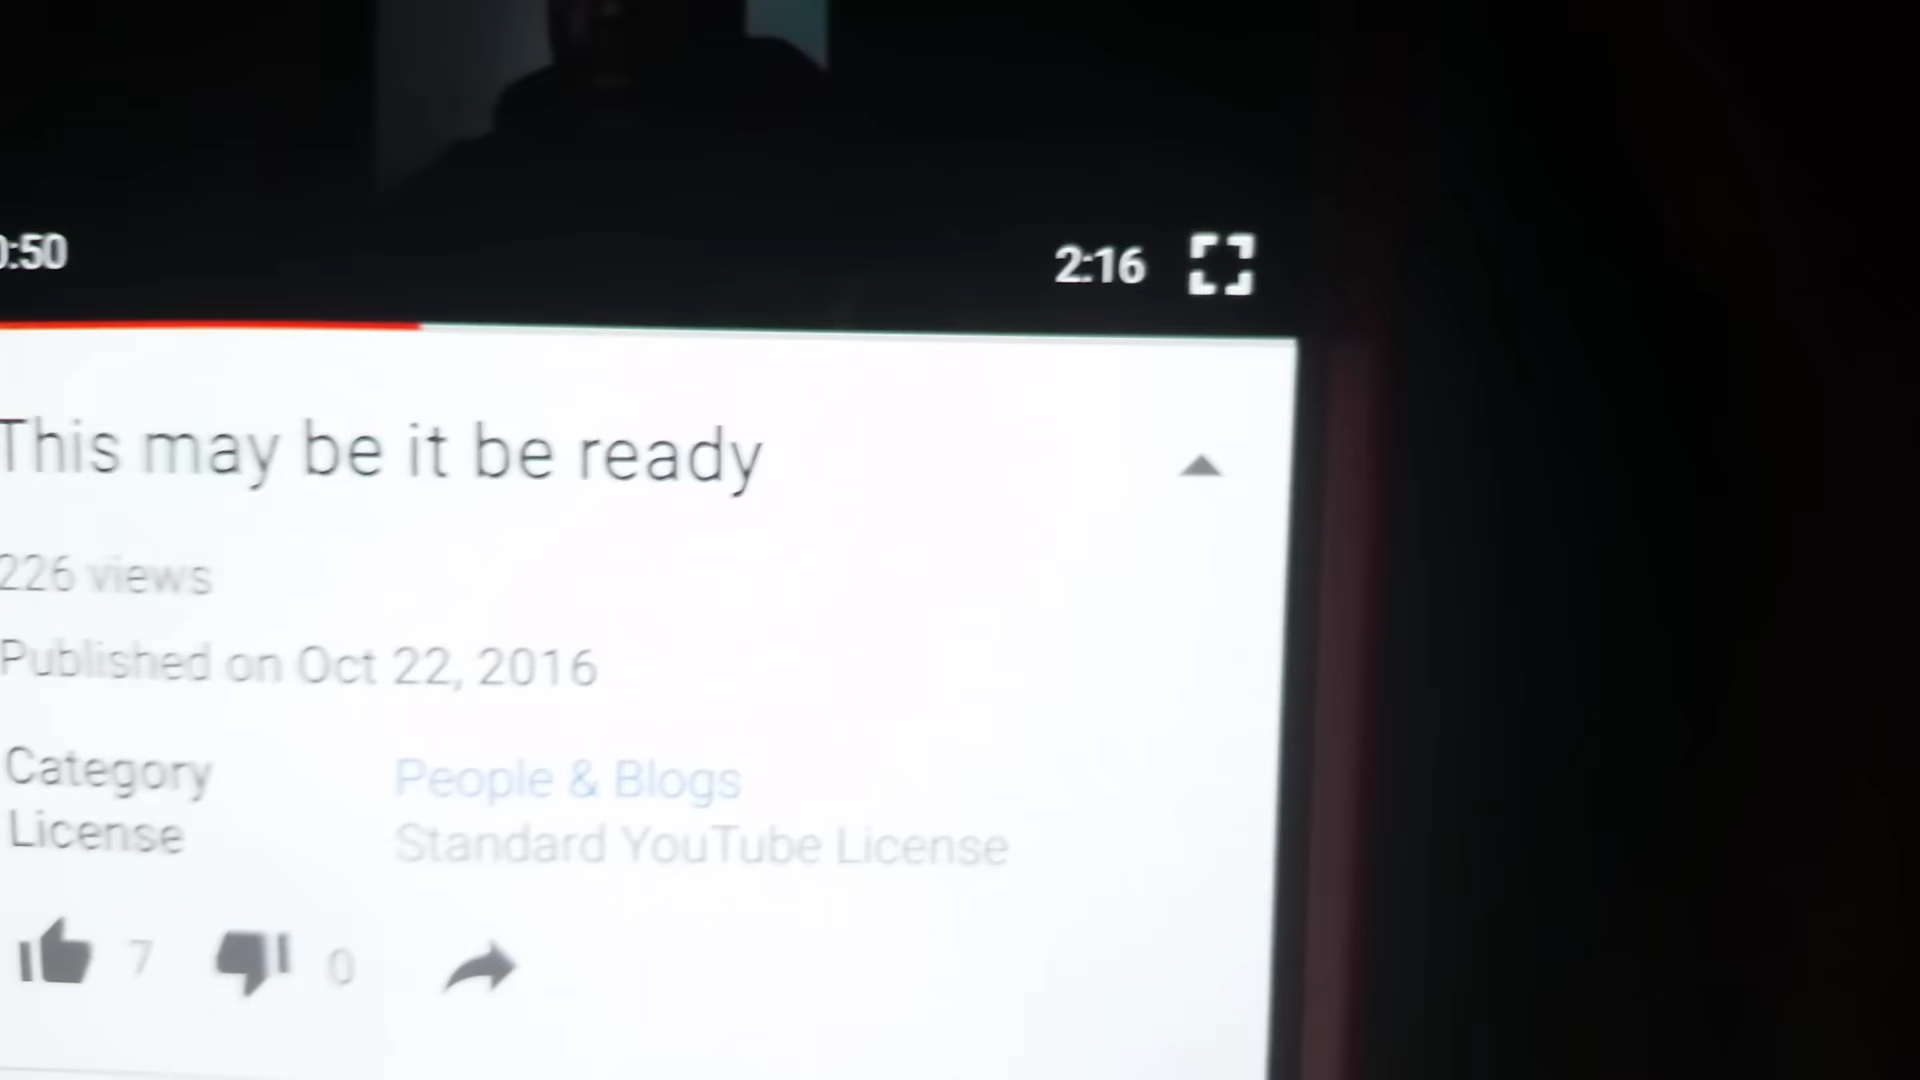 0:50
2:16
This may be it be ready
226 views
Published on Oct 22, 2016
Category People & Blogs
License Standard YouTube License
7 0